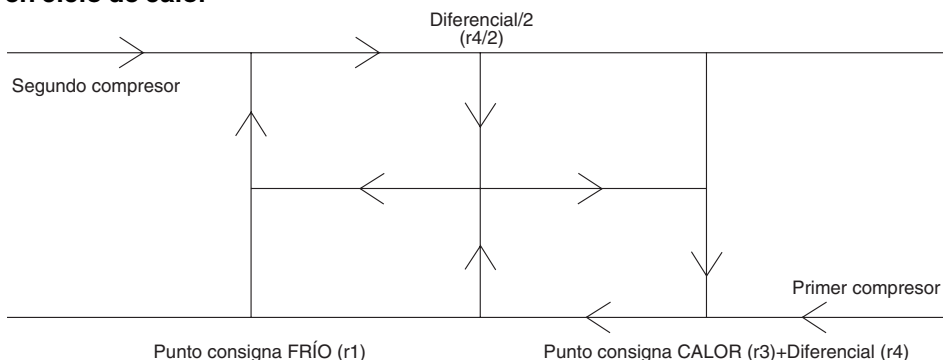 en ciclo de calor
Diferencial/2
(r4/2)
Segundo compresor
Primer compresor
Punto consigna FRÍO (r1)
Punto consigna CALOR (r3)+Diferencial (r4)